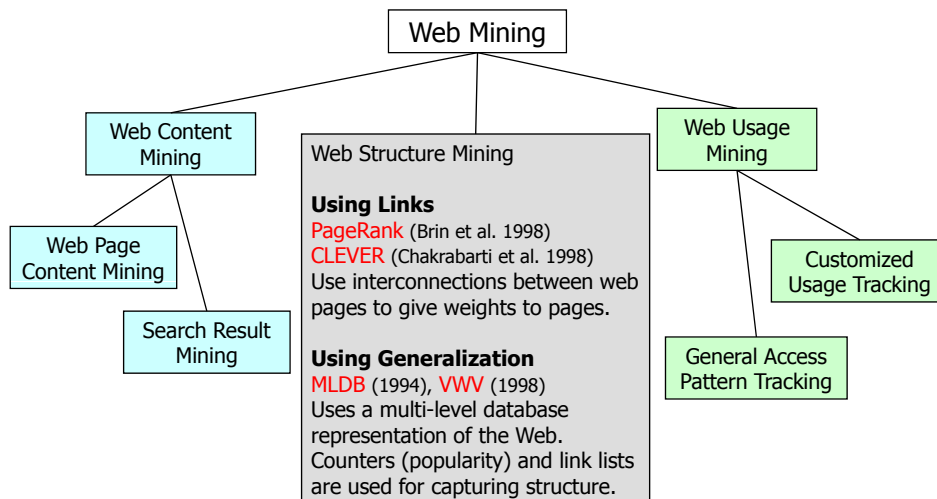 Web Mining
Web Content
Mining
Web Page
Content Mining
Search Result
Mining
Web Structure Mining
Using Links
PageRank (Brin et al. 1998)
CLEVER (Chakrabarti et al. 1998)
Use interconnections between web
pages to give weights to pages.
Using Generalization
MLDB (1994), VWV (1998)
Uses a multi-level database
representation of the Web.
Counters (popularity) and link lists
are used for capturing structure.
Web Usage
Mining
General Access
Pattern Tracking
Customized
Usage Tracking